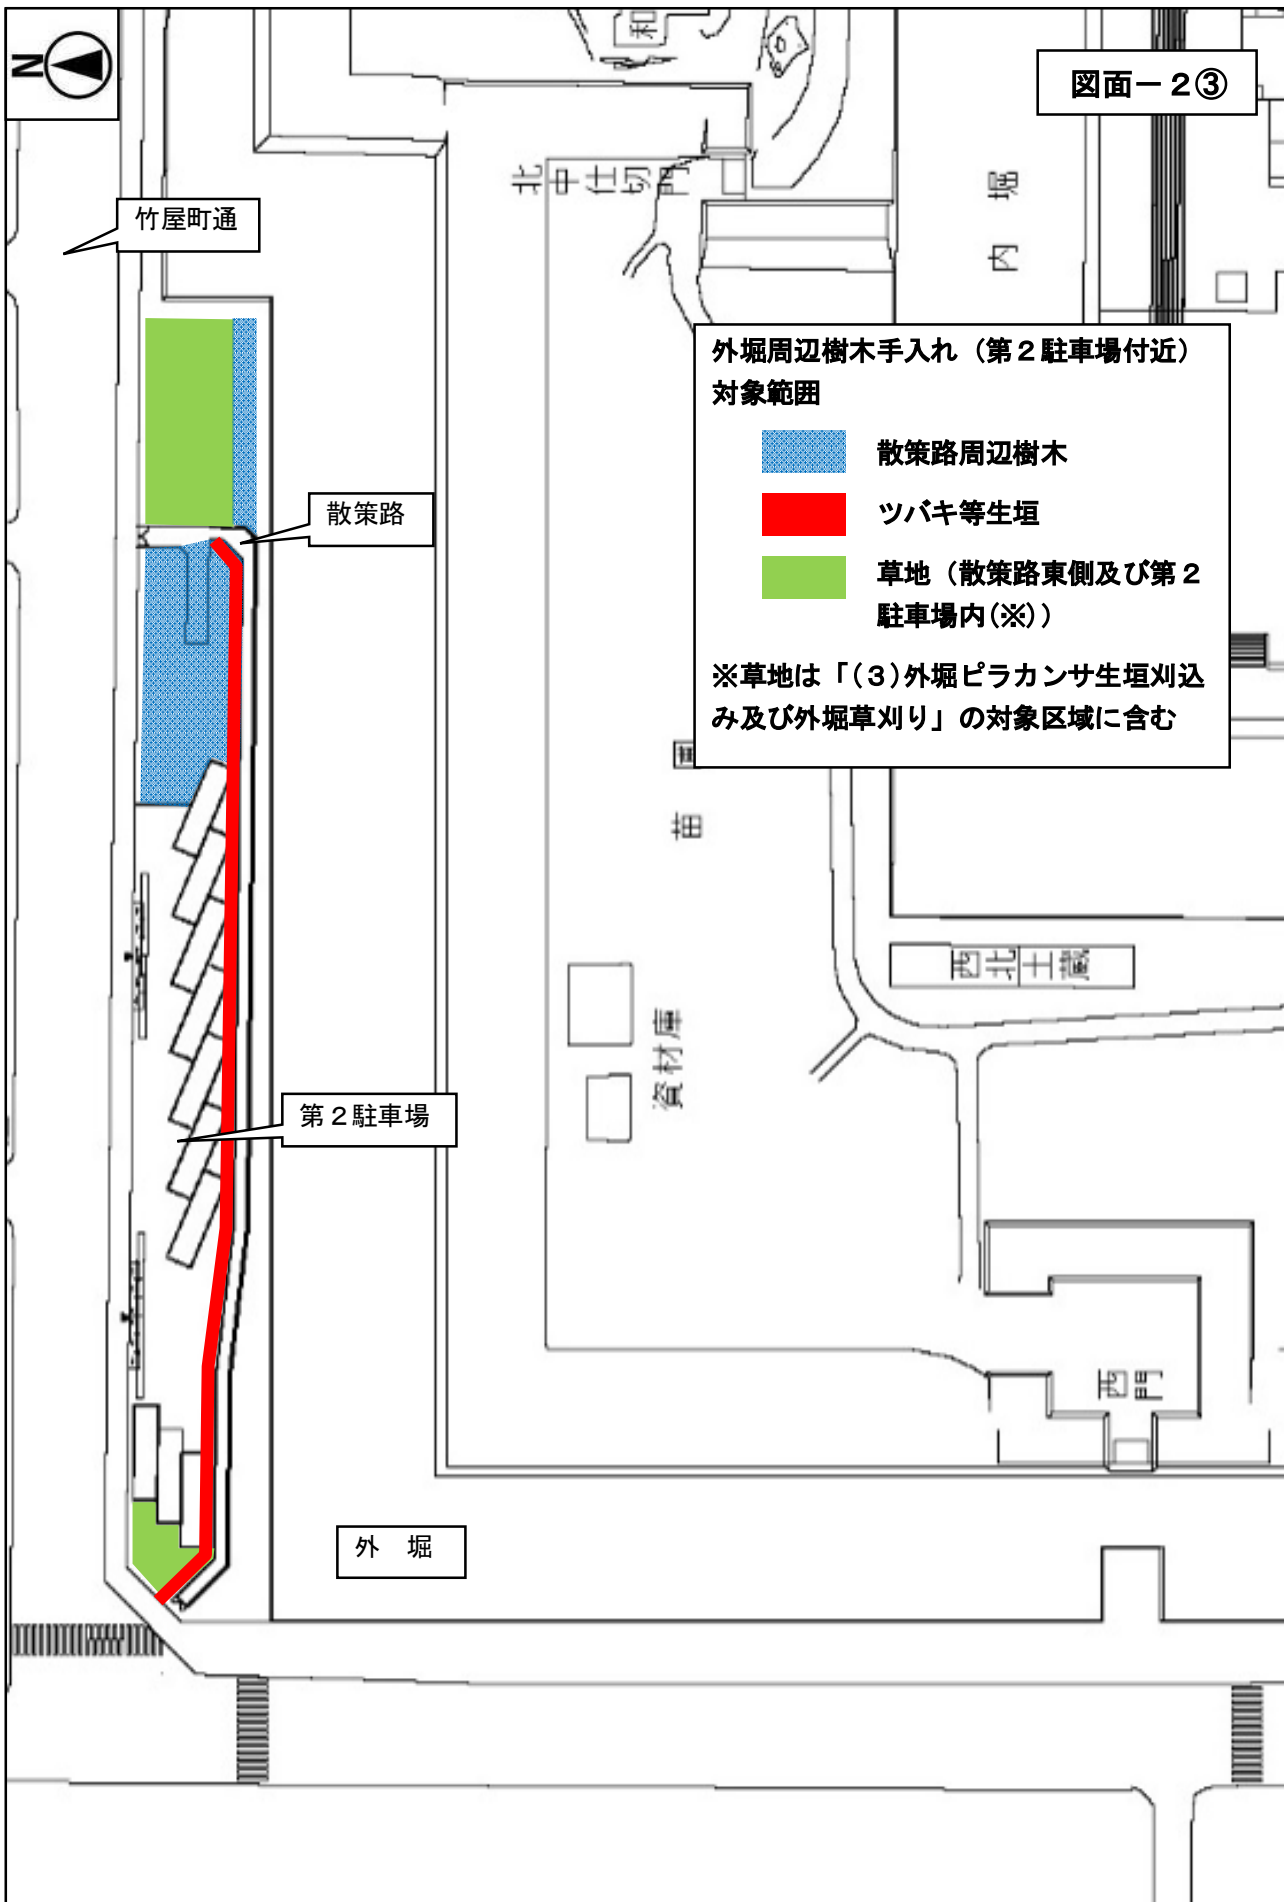 N
図面－２③
和
北中仕切門
内堀
竹屋町通
外堀周辺樹木手入れ（第２駐車場付近）
対象範囲
散策路周辺樹木
ツバキ等生垣
草地（散策路東側及び第２
駐車場内(※)）
※草地は「(３)外堀ピラカンサ生垣刈込
み及び外堀草刈り」の対象区域に含む
散策路
苗
西北土蔵
資材庫
第２駐車場
西門
外　堀